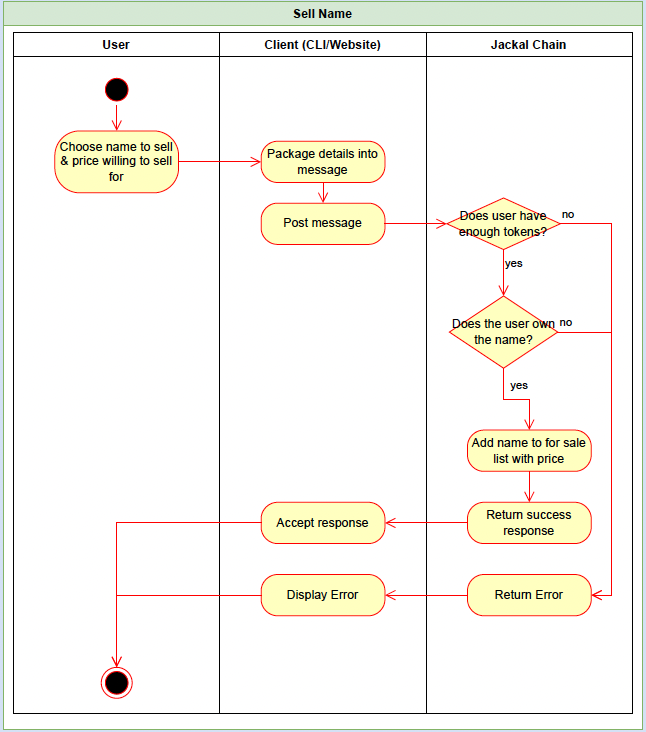 Sell Name
User
Client (CLI/Website)
Jackal Chain
Choose name to sell
& price willing to sell
for
Package details into
message
Post message
Does user have
enough tokens?
no
yes
Does the user own
the name?
no
yes
Add name to for sale
list with price
Return success
response
Accept response
Return Error
Display Error